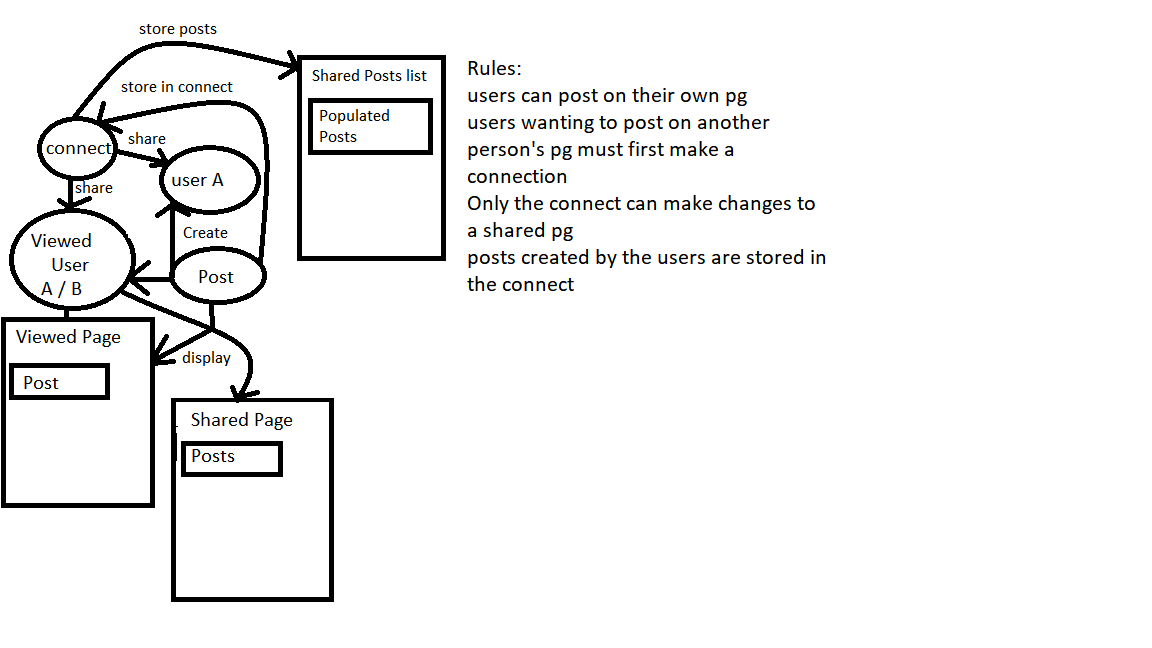 store posts
store in connect
Shared Posts list
Populated
Posts
connect
share
share
user A
Viewed
User
A / B
Create
Post
Viewed Page
Post
display
Shared Page
Posts
Rules:
users can post on their own pg
users wanting to post on another
person's pg must first make a
connection
Only the connect can make changes to
a shared pg
posts created by the users are stored in
the connect